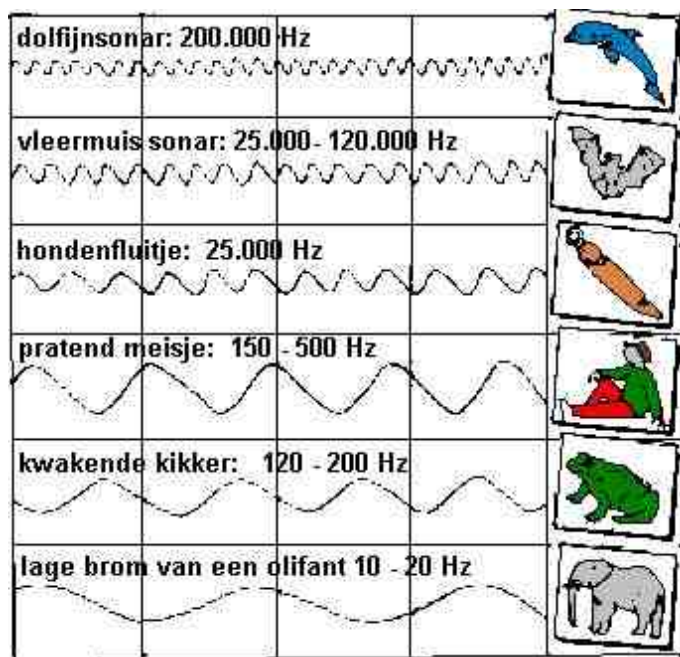 dolfijnsonar: 200.000 Hz
vleermuis sonar: 25.000 - 120.000 Hz
hondenfluitje: 25.000 Hz
pratend meisje: 150 - 500 Hz
kwakende kikker: 120 - 200 Hz
lage brom van een olifant 10 - 20 Hz